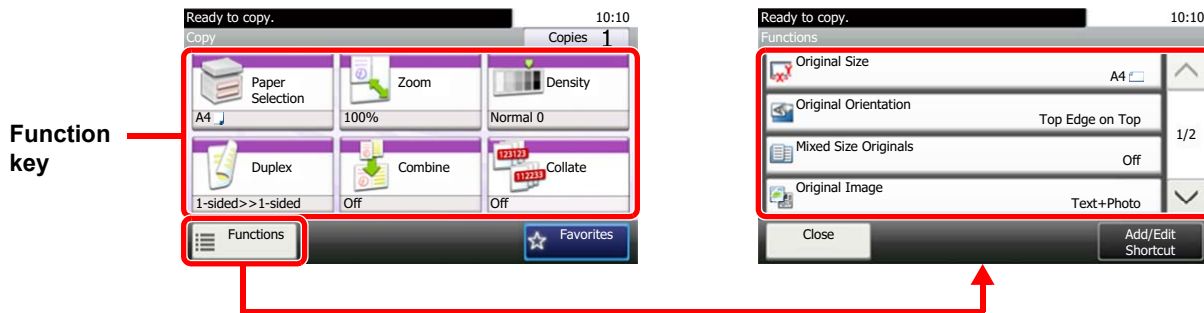 Function
key
Ready to copy.
10:10
Copy
Copies 1
Paper
Selection
A4
Zoom
100%
Density
Normal 0
Duplex
1-sided>>1-sided
Combine
Off
123123
112233
Collate
Off
Functions
Favorites
Ready to copy.
10:10
Functions
Original Size
A4
Original Orientation
Top Edge on Top
1/2
Mixed Size Originals
Off
Original Image
Text+Photo
Close
Add/Edit
Shortcut